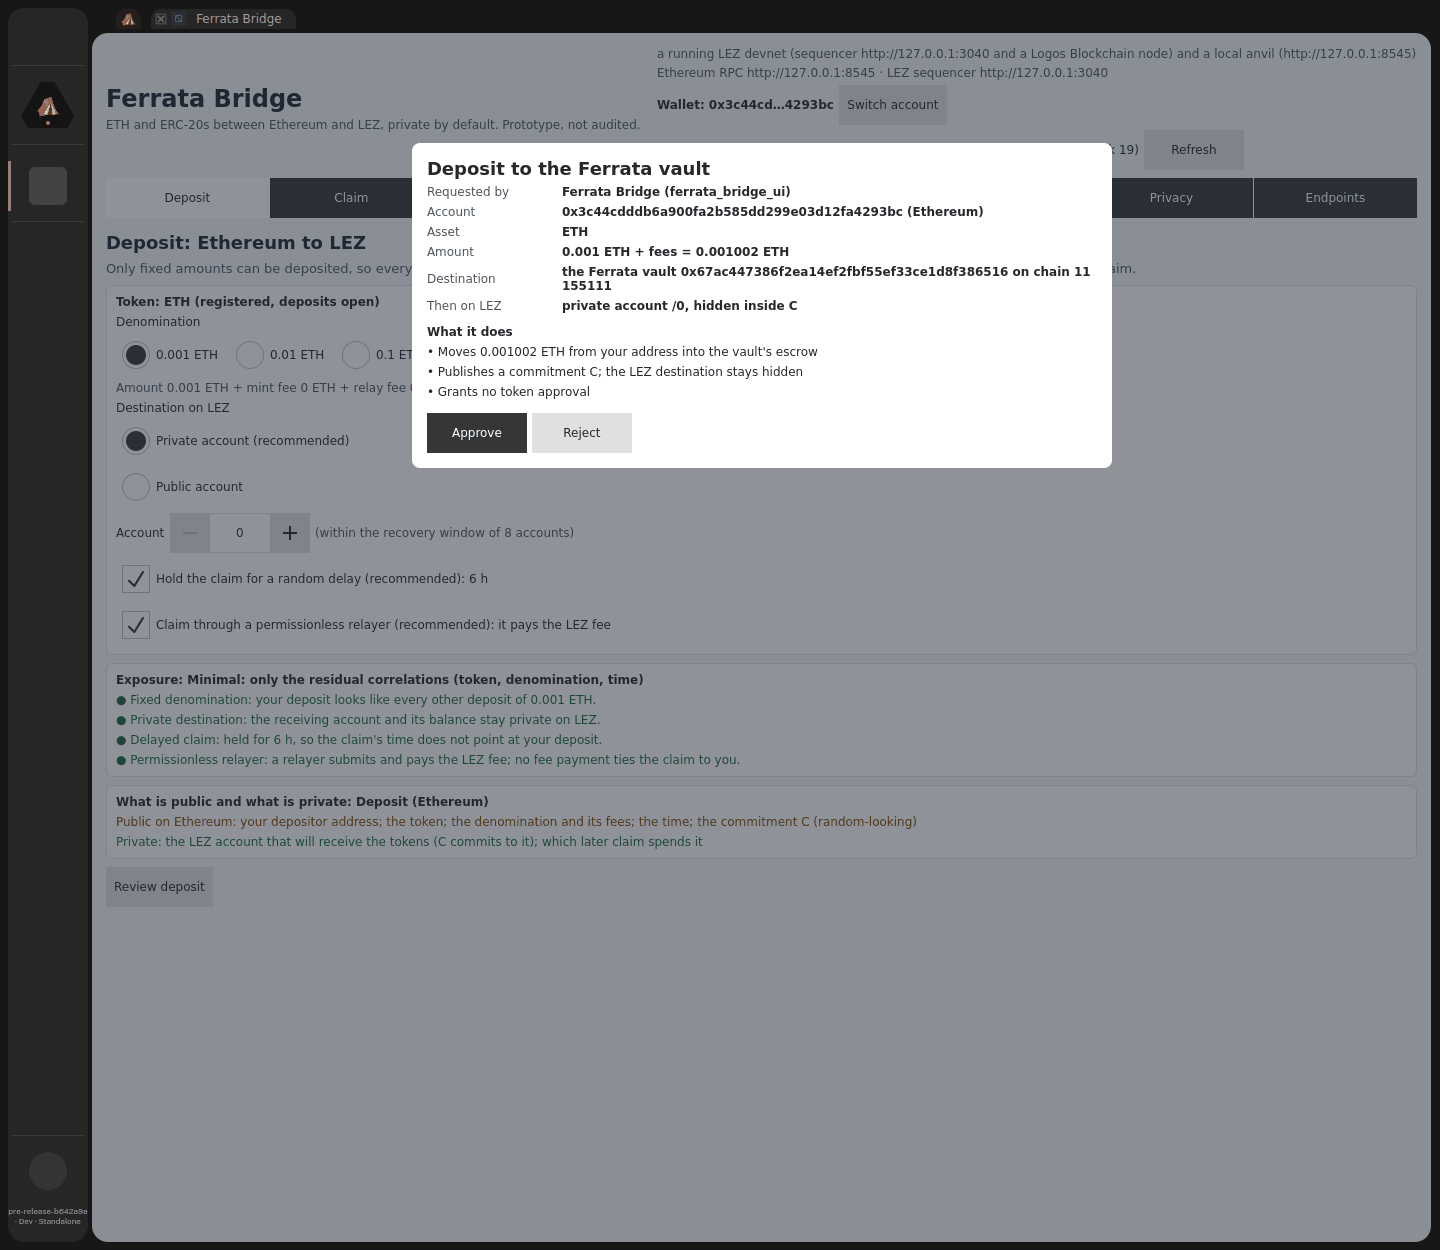 Ferrata Bridge
a running LEZ devnet (sequencer http://127.0.0.1:3040 and a Logos Blockchain node) and a local anvil (http://127.0.0.1:8545)
Ethereum RPC http://127.0.0.1:8545 · LEZ sequencer http://127.0.0.1:3040
Ferrata Bridge
Wallet: 0x3c44cd…4293bc Switch account
ETH and ERC-20s between Ethereum and LEZ, private by default. Prototype, not audited.
19) Refresh
Deposit Claim Privacy Endpoints
Deposit: Ethereum to LEZ
Only fixed amounts can be deposited, so every
Deposit to the Ferrata vault
Requested by Ferrata Bridge (ferrata_bridge_ui)
Account 0x3c44cdddb6a900fa2b585dd299e03d12fa4293bc (Ethereum)
Asset ETH
Amount 0.001 ETH + fees = 0.001002 ETH
Destination the Ferrata vault 0x67ac447386f2ea14ef2fbf55ef33ce1d8f386516 on chain 11
155111
Then on LEZ private account /0, hidden inside C
What it does
• Moves 0.001002 ETH from your address into the vault's escrow
• Publishes a commitment C; the LEZ destination stays hidden
• Grants no token approval
Approve Reject
Token: ETH (registered, deposits open)
Denomination
0.001 ETH 0.01 ETH 0.1 ET
Amount 0.001 ETH + mint fee 0 ETH + relay fee
Destination on LEZ
Private account (recommended)
Public account
Account 0 (within the recovery window of 8 accounts)
Hold the claim for a random delay (recommended): 6 h
Claim through a permissionless relayer (recommended): it pays the LEZ fee
Exposure: Minimal: only the residual correlations (token, denomination, time)
● Fixed denomination: your deposit looks like every other deposit of 0.001 ETH.
● Private destination: the receiving account and its balance stay private on LEZ.
● Delayed claim: held for 6 h, so the claim's time does not point at your deposit.
● Permissionless relayer: a relayer submits and pays the LEZ fee; no fee payment ties the claim to you.
What is public and what is private: Deposit (Ethereum)
Public on Ethereum: your depositor address; the token; the denomination and its fees; the time; the commitment C (random-looking)
Private: the LEZ account that will receive the tokens (C commits to it); which later claim spends it
Review deposit
pre-release-b642a9a
· Dev · Standalone